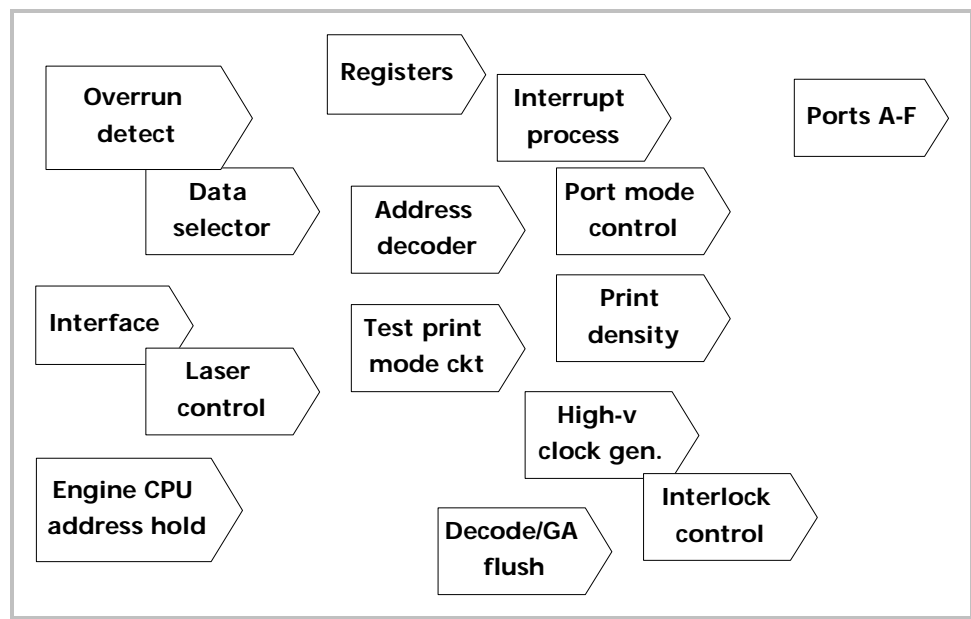 Registers
Overrun
detect
Interrupt
process
Ports A-F
Data
selector
Address
decoder
Port mode
control
Interface
Test print
mode ckt
Print
density
Laser
control
High-v
clock gen.
Engine CPU
address hold
Interlock
control
Decode/GA
flush